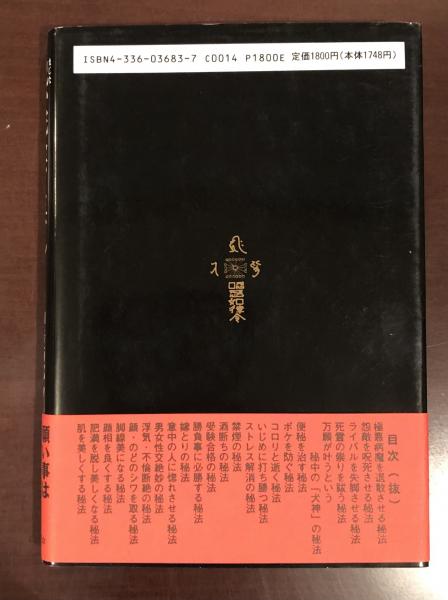 ISBN4-336-03683-7 C0014 P1800E 定価1800円(本体1748円)
目次(抜)
極悪病魔を退散させる秘法
怨敵を呪死させる秘法
ライバルを失脚させる秘法
死霊の祟りを祓う秘法
万願が叶うという
秘中の「犬神」の秘法
便秘を治す秘法
ボケを防ぐ秘法
コロリと逝く秘法
いじめに打ち勝つ秘法
ストレス解消の秘法
禁煙の秘法
酒断ちの秘法
受験合格の秘法
勝負事に必勝する秘法
嫁とりの秘法
意中の人に惚れさせる秘法
男女性交絶妙の秘法
浮気・不倫断絶の秘法
顔・のどのシワを取る秘法
脚線美になる秘法
顔相を良くする秘法
肥満を脱し美しくなる秘法
肌を美しくする秘法
願い事は